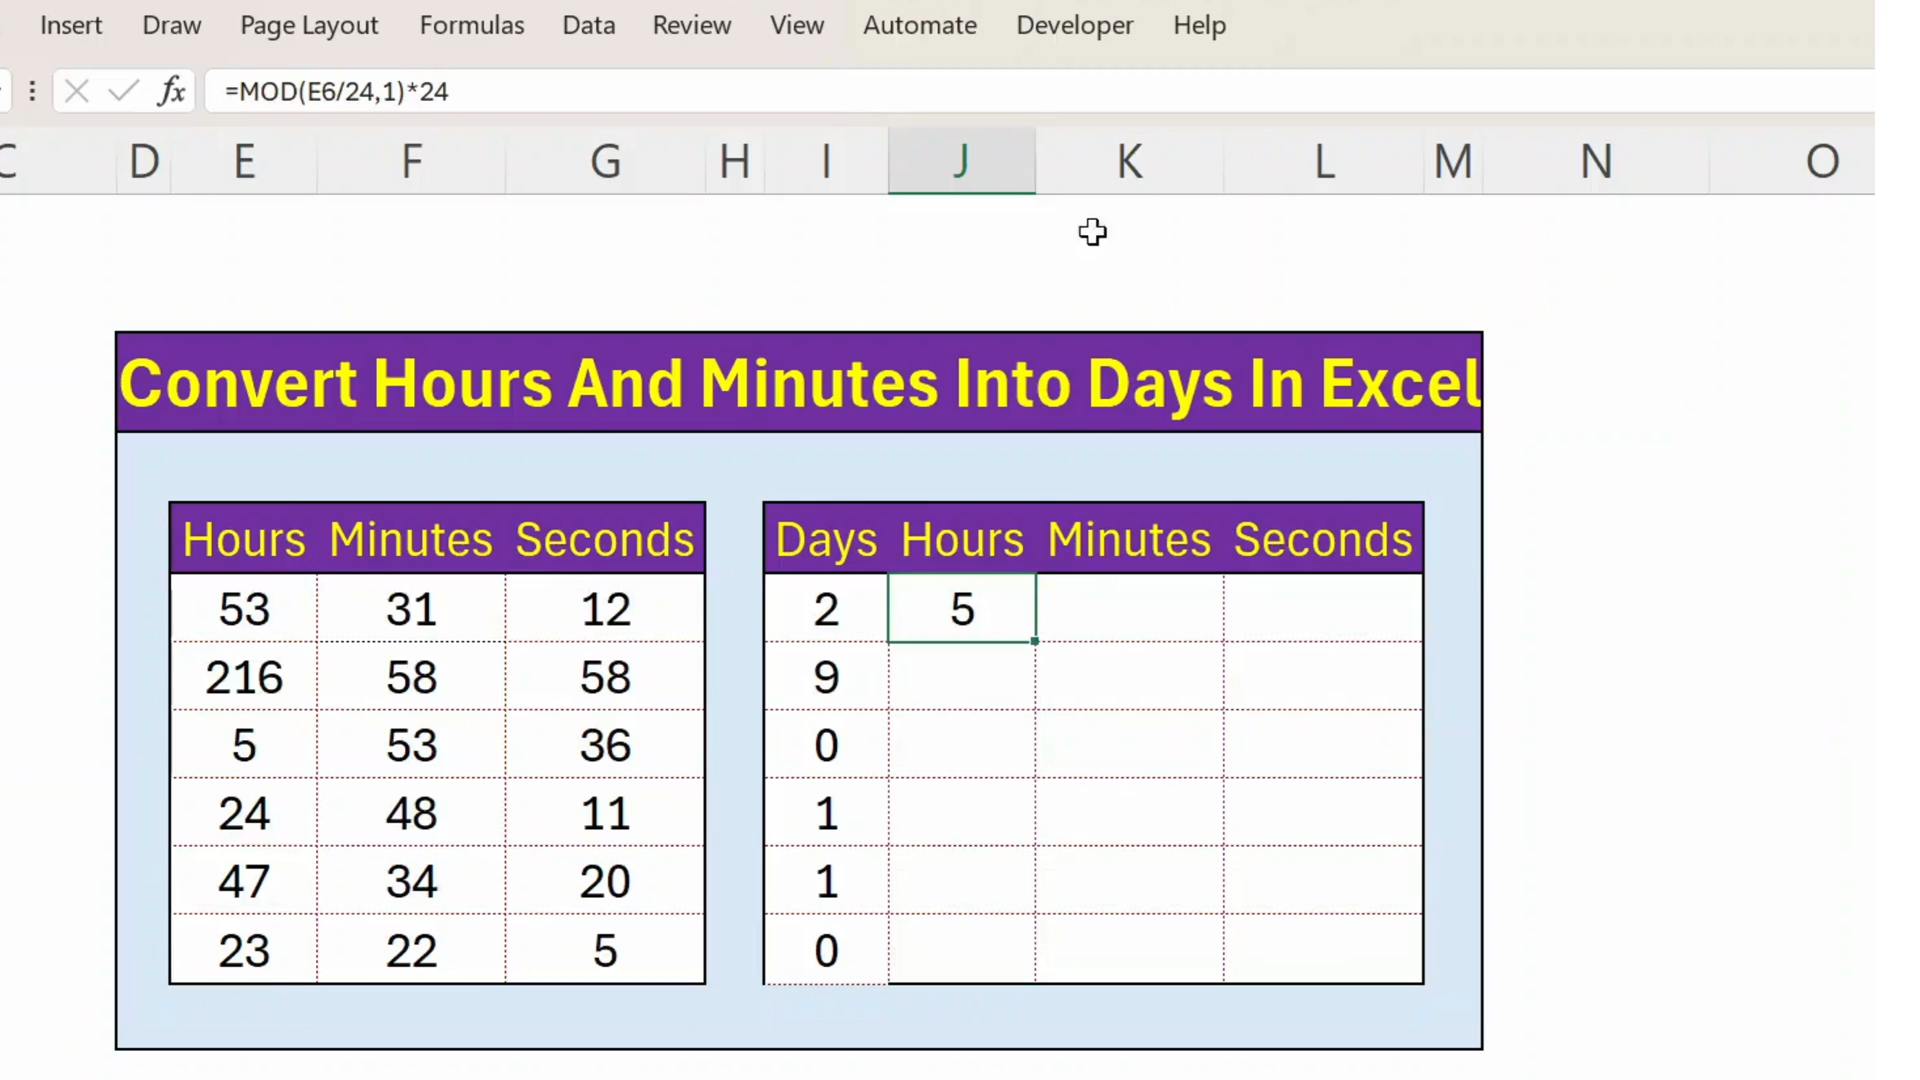 Insert Draw Page Layout Formulas Data Review View Automate Developer Help
fx =MOD(E6/24,1)*24
C D E F G H I J K L M N O
Convert Hours And Minutes Into Days In Excel
Hours Minutes Seconds Days Hours Minutes Seconds
53 31 12 2 5
216 58 58 9
5 53 36 0
24 48 11 1
47 34 20 1
23 22 5 0